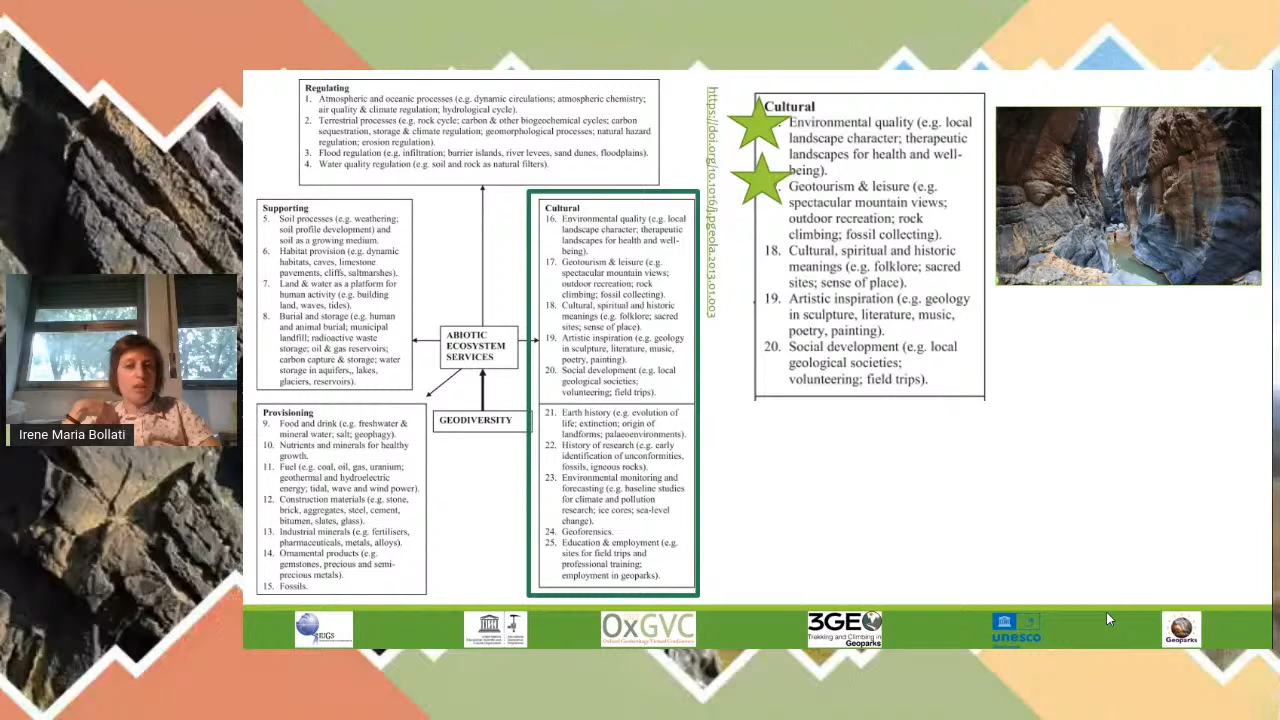 Regulating
1. Atmospheric and oceanic processes (e.g. dynamic circulations; atmospheric chemistry;
air quality & climate regulation; hydrological cycle).
2. Terrestrial processes (e.g. rock cycle; carbon & other biogeochemical cycles; carbon
sequestration, storage & climate regulation; geomorphological processes; natural hazard
regulation; erosion regulation).
3. Flood regulation (e.g. infiltration; barrier islands, river levees, sand dunes, floodplains).
4. Water quality regulation (e.g. soil and rock as natural filters).
Supporting
5. Soil processes (e.g. weathering;
soil profile development) and
soil as a growing medium.
6. Habitat provision (e.g. dynamic
habitats, caves, limestone
pavements, cliffs, saltmarshes).
7. Land & water as a platform for
human activity (e.g. building
land, waves, tides).
8. Burial and storage (e.g. human
and animal burial; municipal
landfill; radioactive waste
storage; oil & gas reservoirs;
carbon capture & storage; water
storage in aquifers,, lakes,
glaciers, reservoirs).
ABIOTIC
ECOSYSTEM
SERVICES
GEODIVERSITY
Provisioning
9. Food and drink (e.g. freshwater &
mineral water; salt; geophagy).
10. Nutrients and minerals for healthy
growth.
11. Fuel (e.g. coal, oil, gas, uranium;
geothermal and hydroelectric
energy; tidal, wave and wind power).
12. Construction materials (e.g. stone,
brick, aggregates, steel, cement,
bitumen, slates, glass).
13. Industrial minerals (e.g. fertilisers,
pharmaceuticals, metals, alloys).
14. Ornamental products (e.g.
gemstones, precious and semi-
precious metals).
15. Fossils.
Cultural
16. Environmental quality (e.g. local
landscape character; therapeutic
landscapes for health and well-
being).
17. Geotourism & leisure (e.g.
spectacular mountain views;
outdoor recreation; rock
climbing; fossil collecting).
18. Cultural, spiritual and historic
meanings (e.g. folklore; sacred
sites; sense of place).
19. Artistic inspiration (e.g. geology
in sculpture, literature, music,
poetry, painting).
20. Social development (e.g. local
geological societies;
volunteering; field trips).
21. Earth history (e.g. evolution of
life; extinction; origin of
landforms; palaeoenvironments).
22. History of research (e.g. early
identification of unconformities,
fossils, igneous rocks).
23. Environmental monitoring and
forecasting (e.g. baseline studies
for climate and pollution
research; ice cores; sea-level
change).
24. Geoforensics.
25. Education & employment (e.g.
sites for field trips and
professional training;
employment in geoparks).
https://doi.org/10.1016/j.pgeola.2013.01.003
Cultural
Environmental quality (e.g. local
landscape character; therapeutic
landscapes for health and well-
being).
Geotourism & leisure (e.g.
spectacular mountain views;
outdoor recreation; rock
climbing; fossil collecting).
18. Cultural, spiritual and historic
meanings (e.g. folklore; sacred
sites; sense of place).
19. Artistic inspiration (e.g. geology
in sculpture, literature, music,
poetry, painting).
20. Social development (e.g. local
geological societies;
volunteering; field trips).
Irene Maria Bollati
IUGS
OxGVC
Oxford Geoheritage Virtual Conference
3GEO
Trekking and Climbing in
Geoparks
unesco
Geoparks